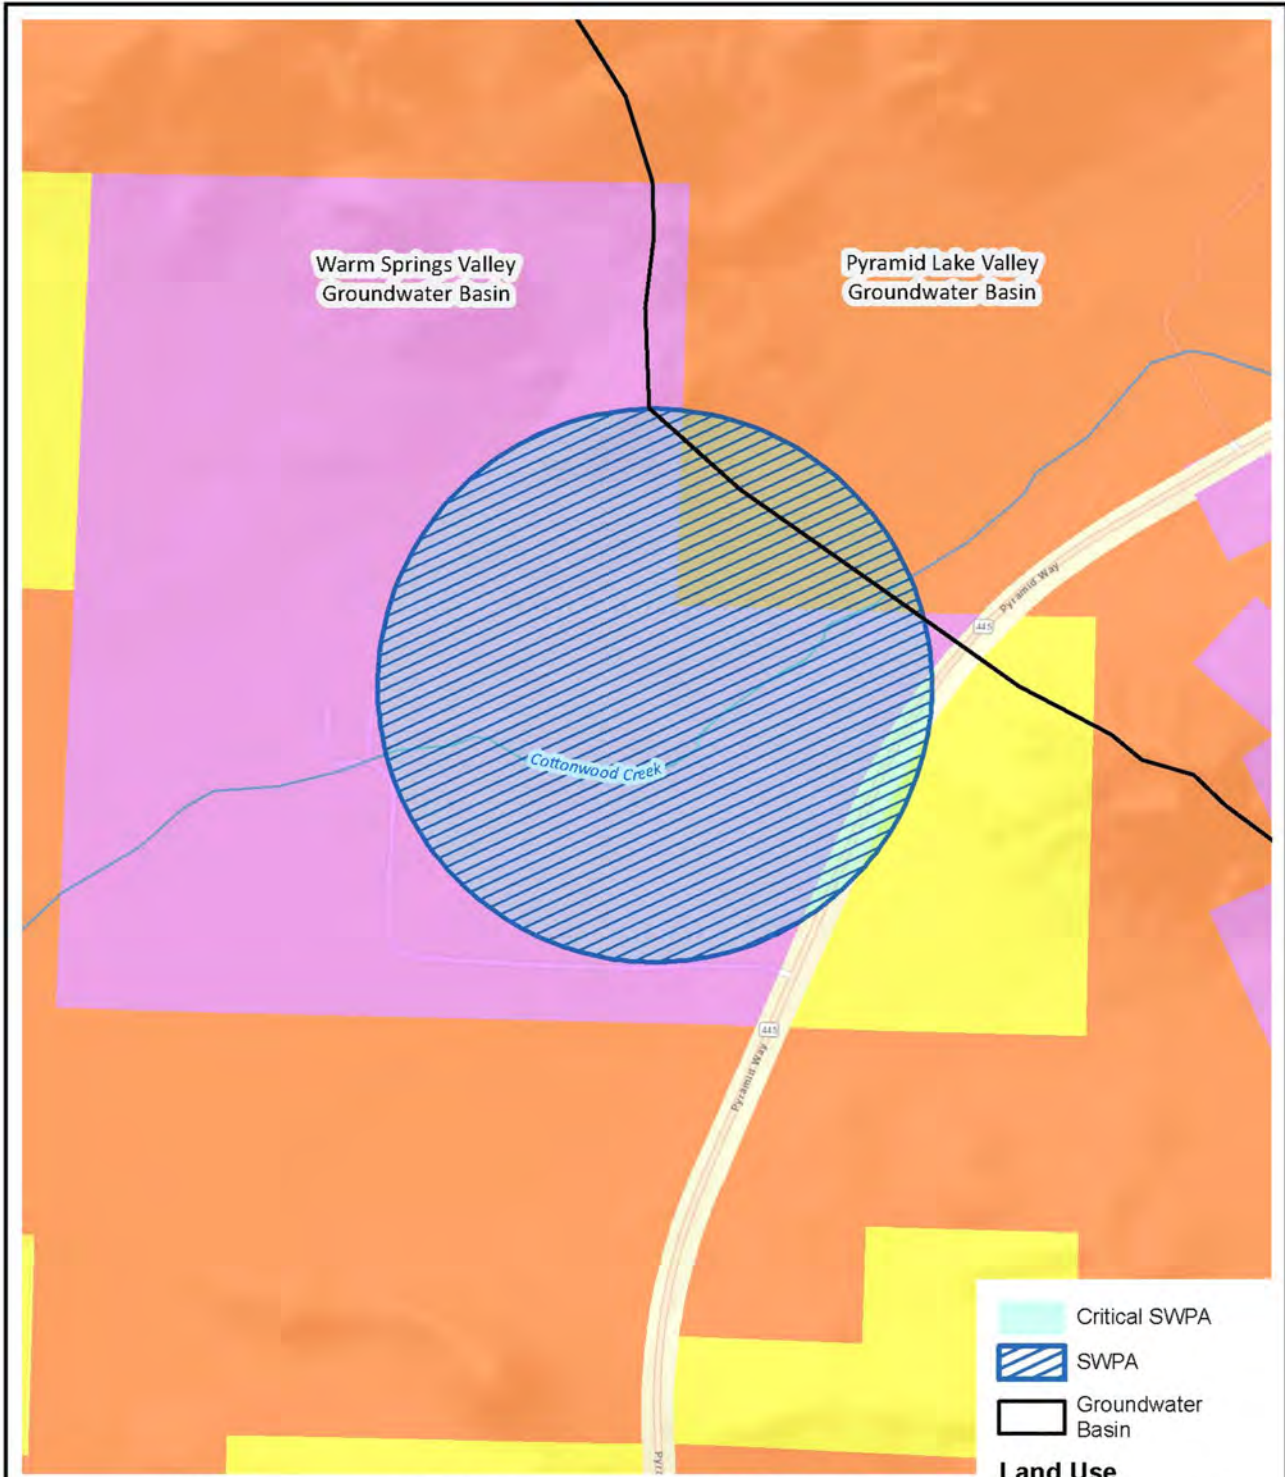 Warm Springs Valley
Groundwater Basin
Pyramid Lake Valley
Groundwater Basin
Pyramid Way
445
Cottonwood Creek
445
Pyramid Way
Critical SWPA
SWPA
Groundwater
Basin
Land Use